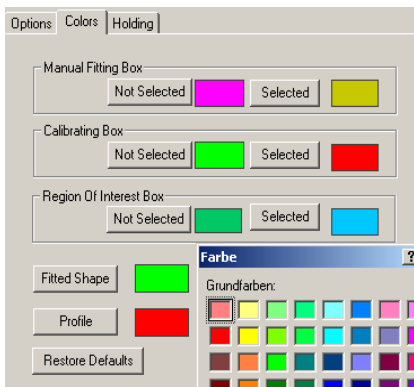 Options Colors Holding
Manual Fitting Box
Not Selected Selected
Calibrating Box
Not Selected Selected
Region Of Interest Box
Not Selected Selected
Farbe ?
Fitted Shape
Grundfarben:
Profile
Restore Defaults